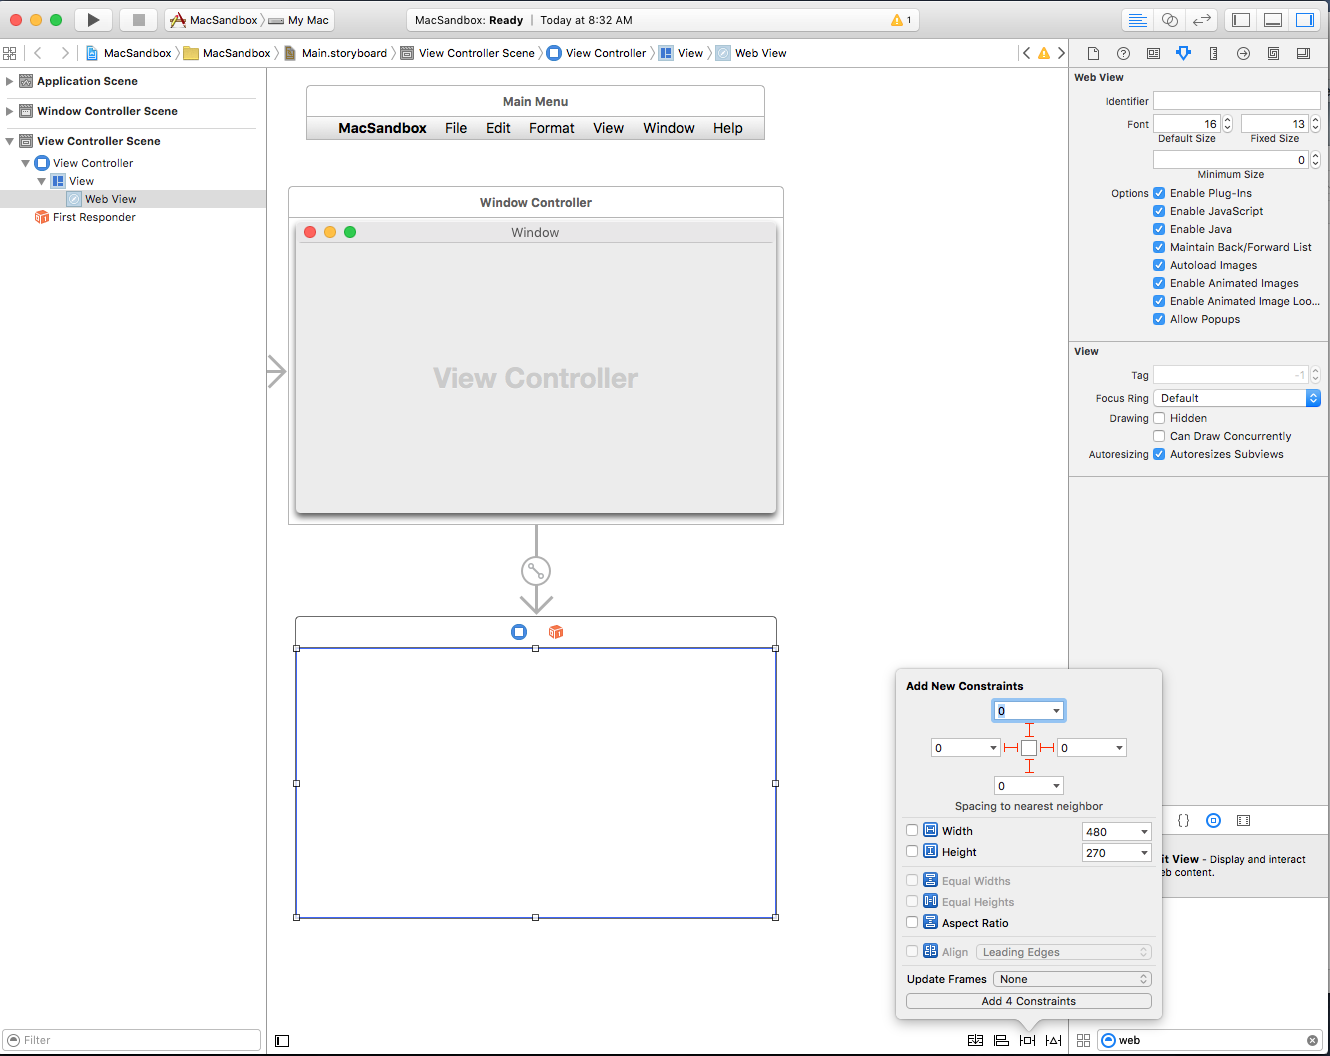 MacSandbox My Mac MacSandbox: Ready | Today at 8:32 AM 1
MacSandbox MacSandbox Main.storyboard View Controller Scene View Controller View Web View
Application Scene
Window Controller Scene
View Controller Scene
View Controller
View
Web View
First Responder
Filter
Main Menu
MacSandbox File Edit Format View Window Help
Window Controller
Window
View Controller
Add New Constraints
0
0 0
0
Spacing to nearest neighbor
Width 480
Height 270
Equal Widths
Equal Heights
Aspect Ratio
Align Leading Edges
Update Frames None
Add 4 Constraints
Web View
Identifier
Font 16 13
Default Size Fixed Size
0
Minimum Size
Options Enable Plug-Ins
Enable JavaScript
Enable Java
Maintain Back/Forward List
Autoload Images
Enable Animated Images
Enable Animated Image Loo...
Allow Popups
View
Tag -1
Focus Ring Default
Drawing Hidden
Can Draw Concurrently
Autoresizing Autoresizes Subviews
{ }
it View - Display and interact
eb content.
web